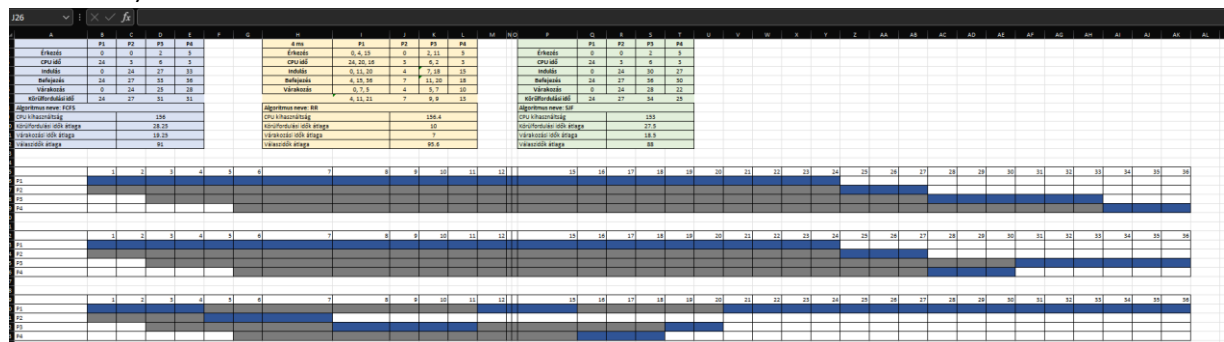 J26
fx
A B C D E F G H I J K L M N O P Q R S T U V W X Y Z AA AB AC AD AE AF AG AH AI AJ AK AL
P1 P2 P3 P4 4 ms P1 P2 P3 P4 P1 P2 P3 P4
Érkezés 0 0 2 5 Érkezés 0, 4, 15 0 2, 11 5 Érkezés 0 0 2 5
CPU idő 24 3 6 3 CPU idő 24, 20, 16 3 6, 2 3 CPU idő 24 3 6 3
Indulás 0 24 27 33 Indulás 0, 11, 20 4 7, 18 15 Indulás 0 24 30 27
Befejezés 24 27 33 36 Befejezés 4, 15, 36 7 11, 20 18 Befejezés 24 27 36 30
Várakozás 0 24 25 28 Várakozás 0, 7, 5 4 5, 7 10 Várakozás 0 24 28 22
Körülfordulási idő 24 27 31 31 4, 11, 21 7 9, 9 13 Körülfordulási idő 24 27 34 25
Algoritmus neve: FCFS Algoritmus neve: RR Algoritmus neve: SJF
CPU kihasználtság 156 CPU kihasználtság 156.4 CPU kihasználtság 153
Körülfordulási idők átlaga 28.25 Körülfordulási idők átlaga 10 Körülfordulási idők átlaga 27.5
Várakozási idők átlaga 19.25 Várakozási idők átlaga 7 Várakozási idők átlaga 18.5
Válaszidők átlaga 91 Válaszidők átlaga 95.6 Válaszidők átlaga 88
1 2 3 4 5 6 7 8 9 10 11 12 15 16 17 18 19 20 21 22 23 24 25 26 27 28 29 30 31 32 33 34 35 36
P1
P2
P3
P4
1 2 3 4 5 6 7 8 9 10 11 12 15 16 17 18 19 20 21 22 23 24 25 26 27 28 29 30 31 32 33 34 35 36
P1
P2
P3
P4
1 2 3 4 5 6 7 8 9 10 11 12 15 16 17 18 19 20 21 22 23 24 25 26 27 28 29 30 31 32 33 34 35 36
P1
P2
P3
P4